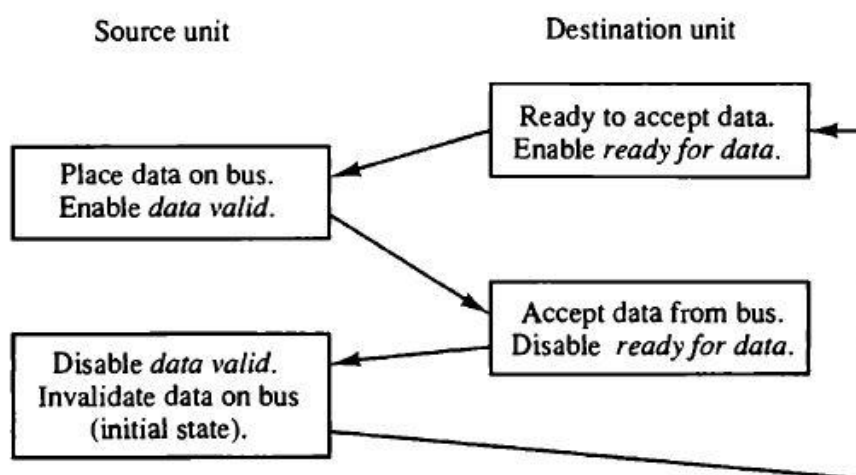 Source unit
Destination unit
Ready to accept data.
Enable ready for data.
Place data on bus.
Enable data valid.
Accept data from bus.
Disable ready for data.
Disable data valid.
Invalidate data on bus
(initial state).